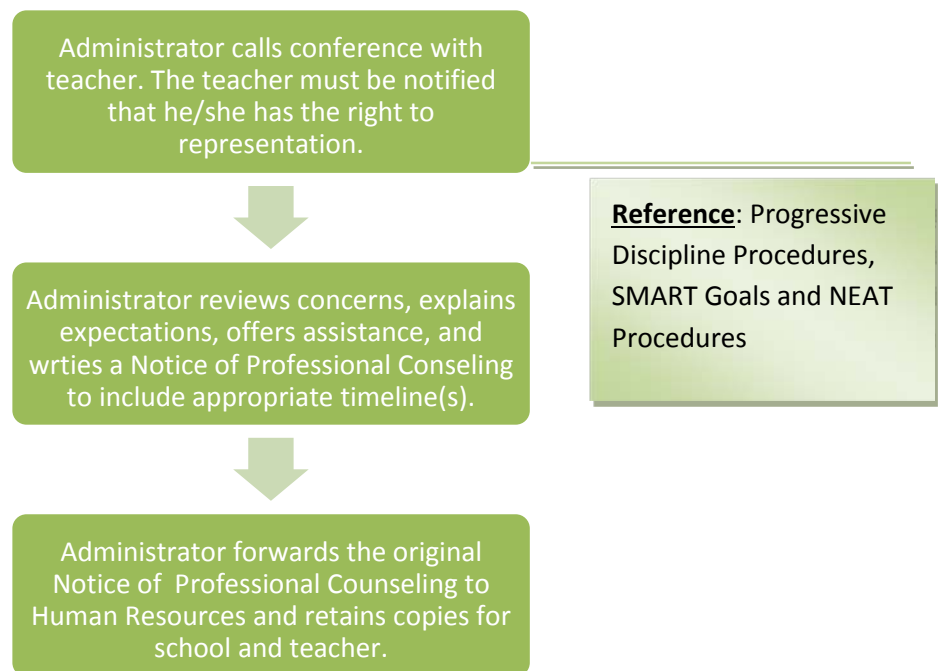 Administrator calls conference with
teacher. The teacher must be notified
that he/she has the right to
representation.
Reference: Progressive
Discipline Procedures,
SMART Goals and NEAT
Procedures
Administrator reviews concerns, explains
expectations, offers assistance, and
wrties a Notice of Professional Conseling
to include appropriate timeline(s).
Administrator forwards the original
Notice of Professional Counseling to
Human Resources and retains copies for
school and teacher.